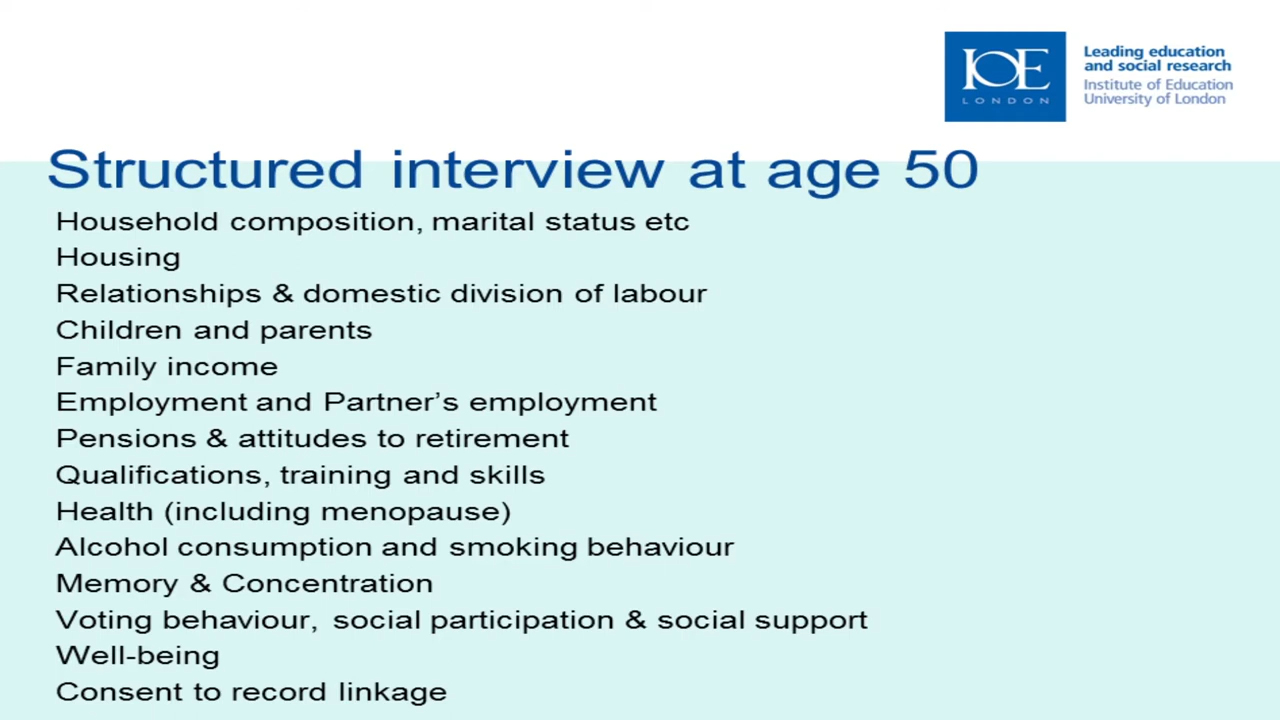 IOE
LONDON
Leading education
and social research
Institute of Education
University of London
Structured interview at age 50
Household composition, marital status etc
Housing
Relationships & domestic division of labour
Children and parents
Family income
Employment and Partner’s employment
Pensions & attitudes to retirement
Qualifications, training and skills
Health (including menopause)
Alcohol consumption and smoking behaviour
Memory & Concentration
Voting behaviour, social participation & social support
Well-being
Consent to record linkage